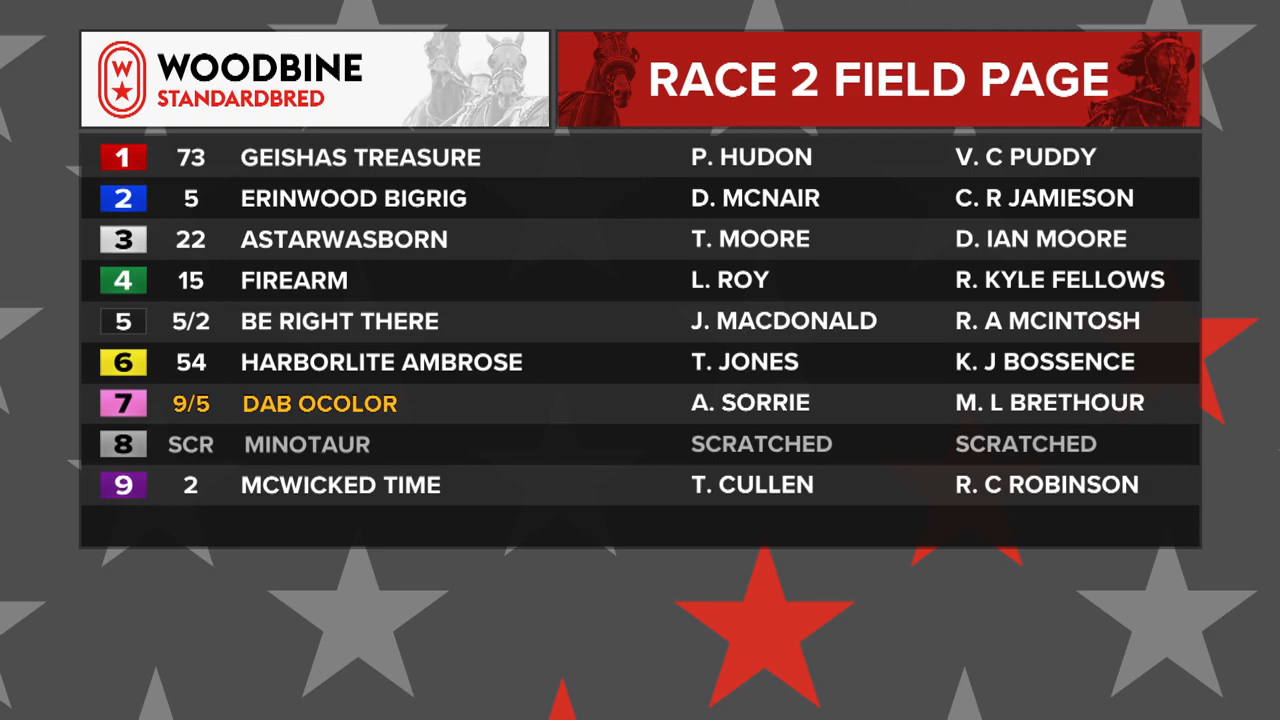 W
WOODBINE
STANDARDBRED
RACE 2 FIELD PAGE
1 73 GEISHAS TREASURE P. HUDON V. C PUDDY
2 5 ERINWOOD BIGRIG D. MCNAIR C. R JAMIESON
3 22 ASTARWASBORN T. MOORE D. IAN MOORE
4 15 FIREARM L. ROY R. KYLE FELLOWS
5 5/2 BE RIGHT THERE J. MACDONALD R. A MCINTOSH
6 54 HARBORLITE AMBROSE T. JONES K. J BOSSENCE
7 9/5 DAB OCOLOR A. SORRIE M. L BRETHOUR
8 SCR MINOTAUR SCRATCHED SCRATCHED
9 2 MCWICKED TIME T. CULLEN R. C ROBINSON